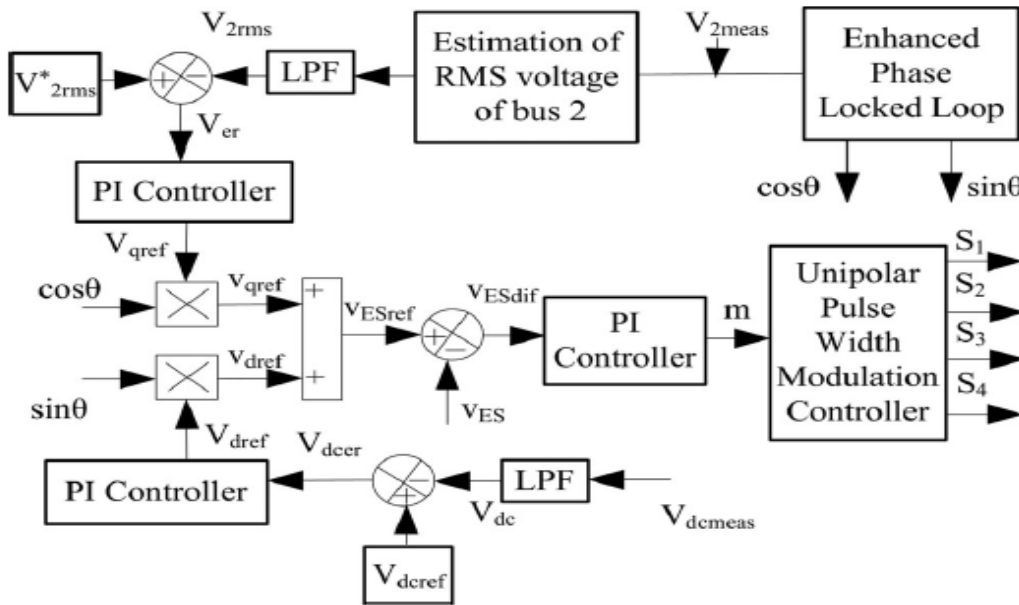 V2rms
V2meas
Estimation of
RMS voltage
of bus 2
Enhanced
Phase
Locked Loop
V*2rms
+
−
LPF
Ver
cosθ
sinθ
PI Controller
Vqref
cosθ
vqref
+
vESref
+
−
vESdif
PI
Controller
m
Unipolar
Pulse
Width
Modulation
Controller
S1
S2
S3
S4
vdref
+
sinθ
vES
Vdref
Vdcer
PI Controller
−
+
LPF
Vdc
Vdcmeas
Vdcref